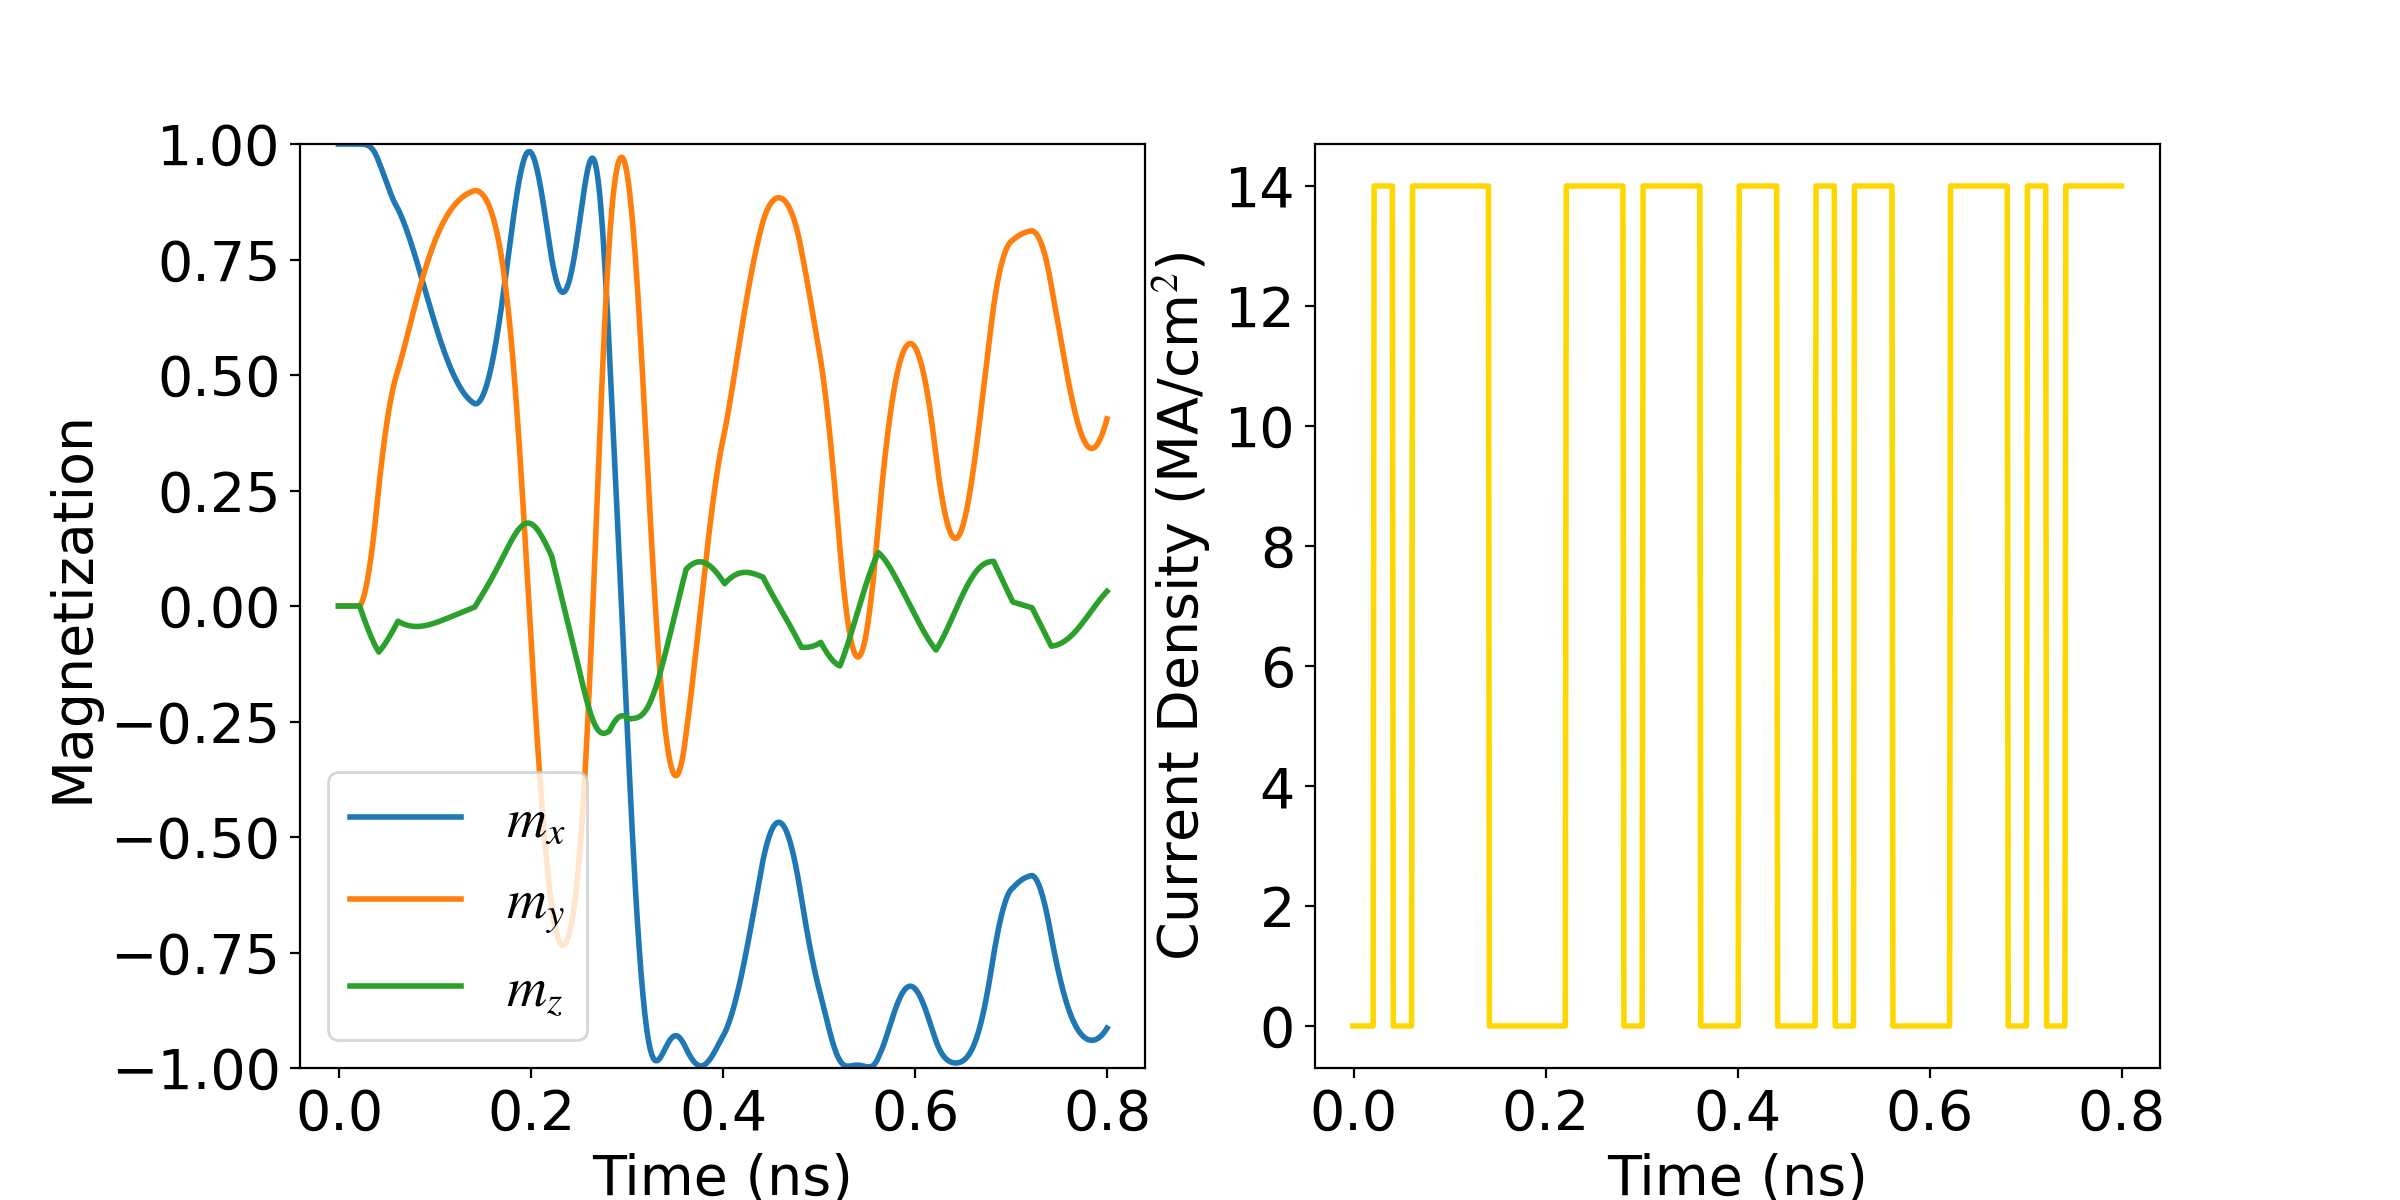 1.00
0.75
0.50
0.25
0.00
−0.25
−0.50
−0.75
−1.00
Magnetization
m_x
m_y
m_z
0.0 0.2 0.4 0.6 0.8
Time (ns)
14
12
10
8
6
4
2
0
Current Density (MA/cm²)
0.0 0.2 0.4 0.6 0.8
Time (ns)